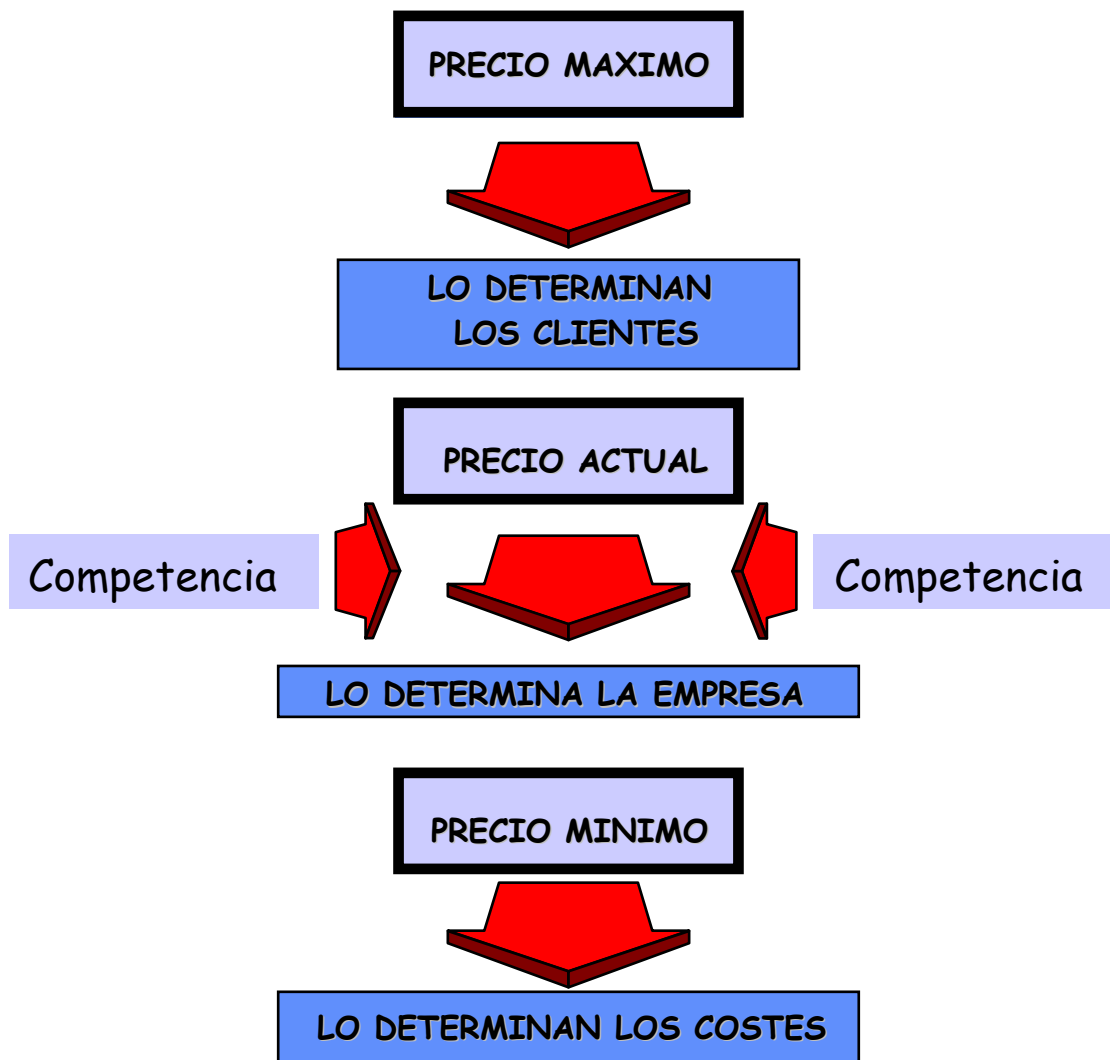 PRECIO MAXIMO
LO DETERMINAN
LOS CLIENTES
PRECIO ACTUAL
Competencia
Competencia
LO DETERMINA LA EMPRESA
PRECIO MINIMO
LO DETERMINAN LOS COSTES